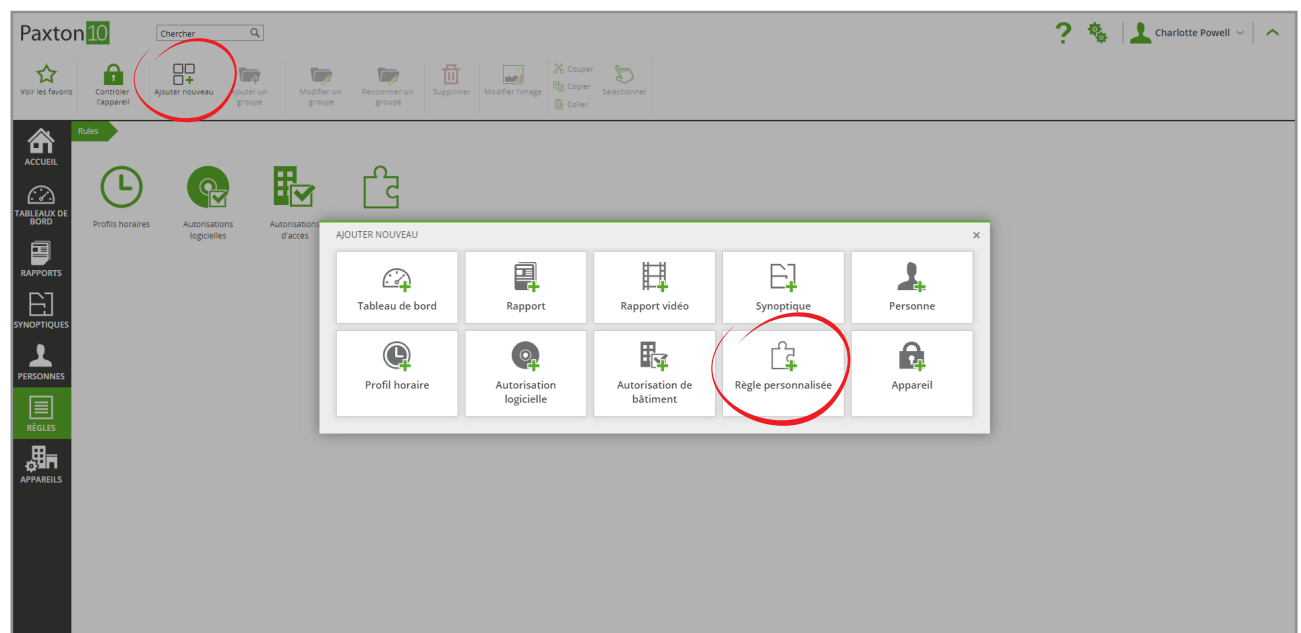 Paxton10
Chercher
Charlotte Powell
Voir les favoris
Contrôler
l'appareil
Ajouter nouveau
Ajouter un
groupe
Modifier un
groupe
Renommer un
groupe
Supprimer
Modifier l'image
Couper
Copier
Coller
Sélectionner
ACCUEIL
TABLEAUX DE
BORD
RAPPORTS
SYNOPTIQUES
PERSONNES
RÈGLES
APPAREILS
Rules
Profils horaires
Autorisations
logicielles
Autorisations
d'accès
AJOUTER NOUVEAU
Tableau de bord
Rapport
Rapport vidéo
Synoptique
Personne
Profil horaire
Autorisation
logicielle
Autorisation de
bâtiment
Règle personnalisée
Appareil